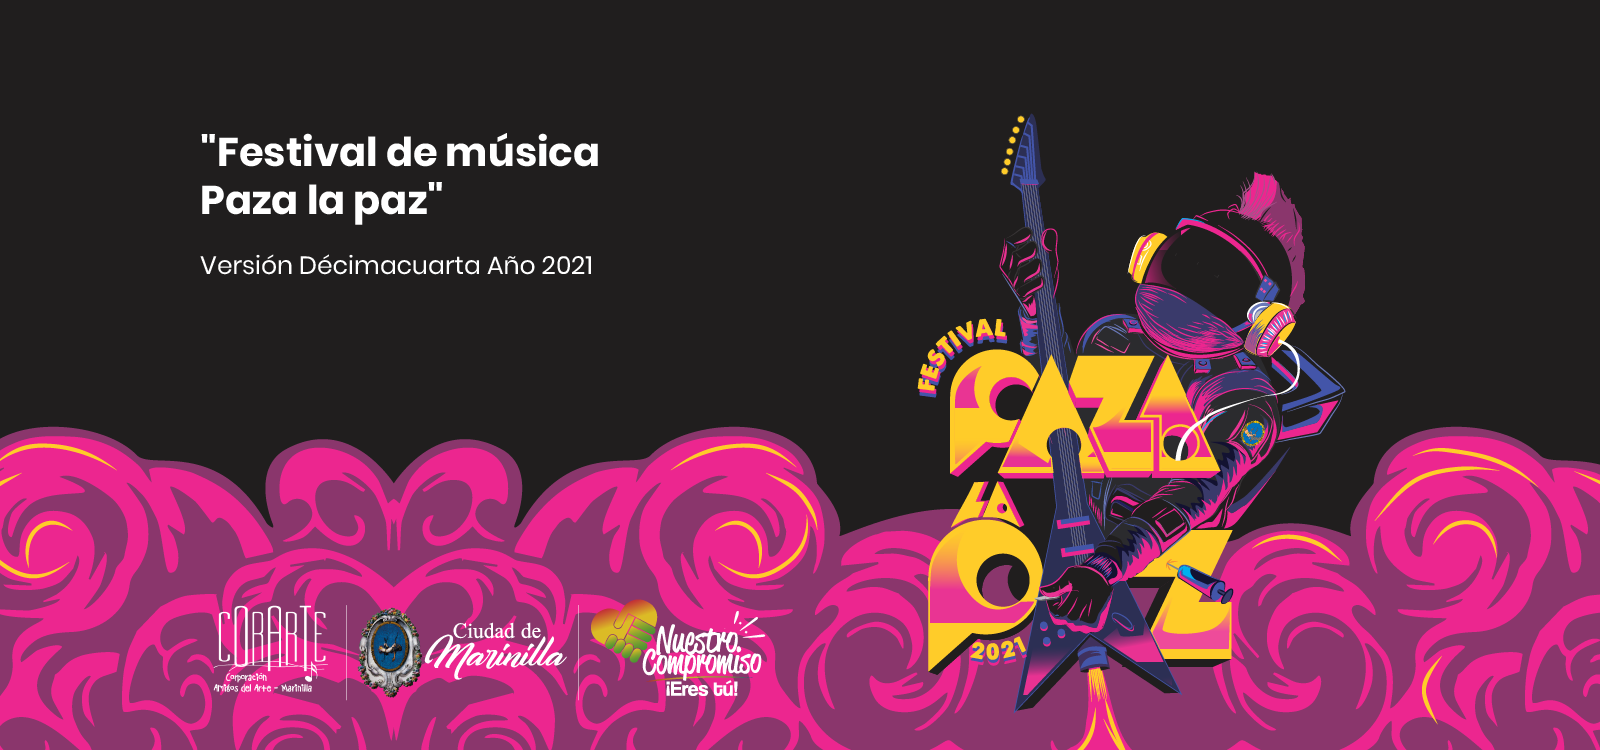 "Festival de música
Paza la paz"
Versión Décimacuarta Año 2021
FESTIVAL
PAZA
LA
PAZ
2021
CORARTE
Corporación
Amigos del Arte - Marinilla
Ciudad de
Marinilla
Nuestro
Compromiso
¡Eres tú!